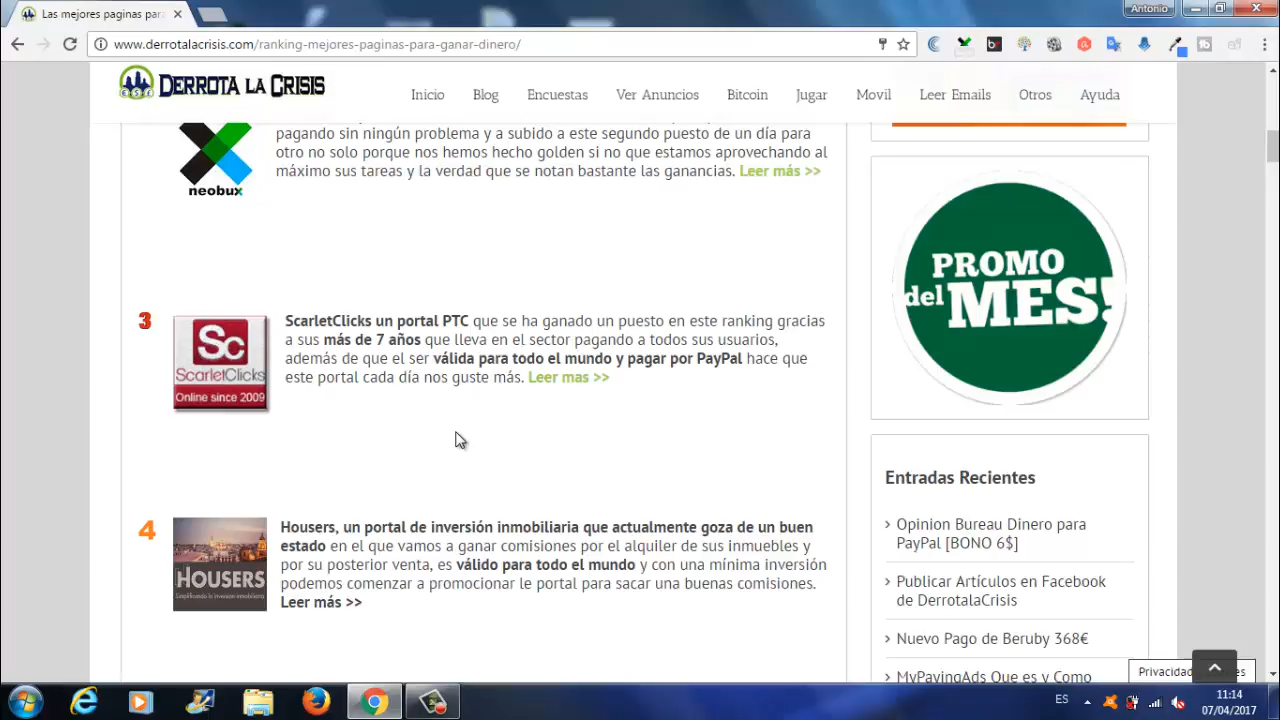 Las mejores paginas para
Antonio
www.derrotalacrisis.com/ranking-mejores-paginas-para-ganar-dinero/
DERROTA LA CRISIS
Inicio
Blog
Encuestas
Ver Anuncios
Bitcoin
Jugar
Movil
Leer Emails
Otros
Ayuda
pagando sin ningún problema y a subido a este segundo puesto de un día para
otro no solo porque nos hemos hecho golden si no que estamos aprovechando al
máximo sus tareas y la verdad que se notan bastante las ganancias. Leer más >>
neobux
3
Sc
ScarletClicks
Online since 2009
ScarletClicks un portal PTC que se ha ganado un puesto en este ranking gracias
a sus más de 7 años que lleva en el sector pagando a todos sus usuarios,
además de que el ser válida para todo el mundo y pagar por PayPal hace que
este portal cada día nos guste más. Leer mas >>
4
HOUSERS
Housers, un portal de inversión inmobiliaria que actualmente goza de un buen
estado en el que vamos a ganar comisiones por el alquiler de sus inmuebles y
por su posterior venta, es válido para todo el mundo y con una mínima inversión
podemos comenzar a promocionar le portal para sacar una buenas comisiones.
Leer más >>
PROMO
del MES!
Entradas Recientes
Opinion Bureau Dinero para
PayPal [BONO 6$]
Publicar Artículos en Facebook
de DerrotalaCrisis
Nuevo Pago de Beruby 368€
MyPayingAds Que es y Como
Privacidad
ES
11:14
07/04/2017